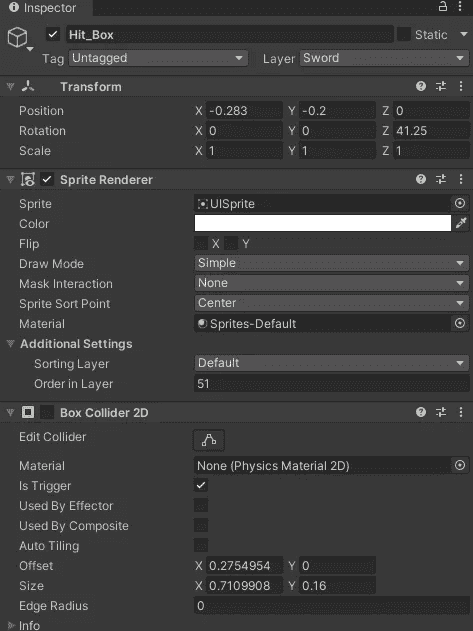 Inspector
Hit_Box Static
Tag Untagged Layer Sword
Transform
Position X -0.283 Y -0.2 Z 0
Rotation X 0 Y 0 Z 41.25
Scale X 1 Y 1 Z 1
Sprite Renderer
Sprite UISprite
Color
Flip X Y
Draw Mode Simple
Mask Interaction None
Sprite Sort Point Center
Material Sprites-Default
Additional Settings
Sorting Layer Default
Order in Layer 51
Box Collider 2D
Edit Collider
Material None (Physics Material 2D)
Is Trigger
Used By Effector
Used By Composite
Auto Tiling
Offset X 0.2754954 Y 0
Size X 0.7109908 Y 0.16
Edge Radius 0
Info